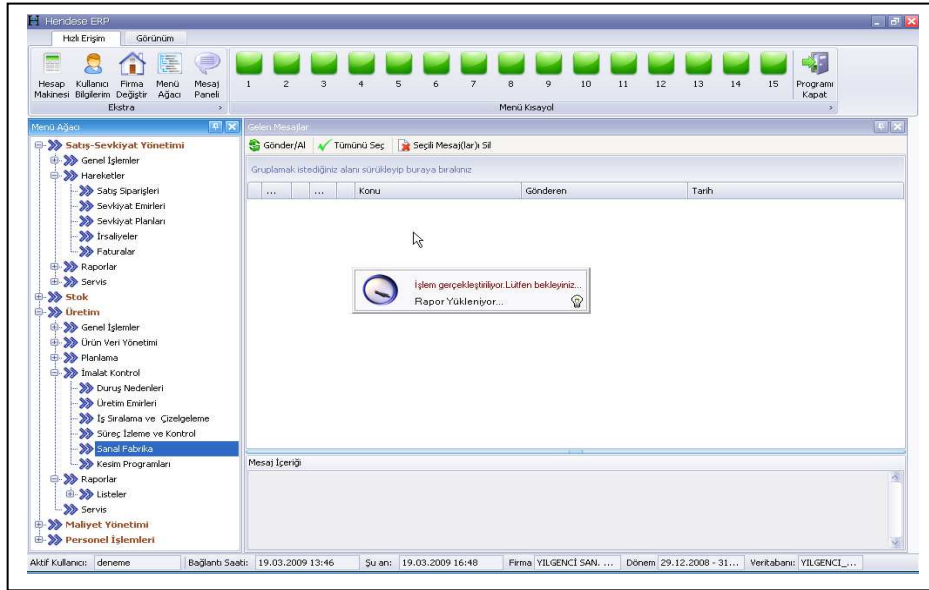 Hendese ERP
Hızlı Erişim Görünüm
Hesap Makinesi Kullanıcı Bilgilerim Firma Değiştir Menü Ağacı Mesaj Paneli 1 2 3 4 5 6 7 8 9 10 11 12 13 14 15 Programı Kapat
Ekstra Menü Kısayol
Menü Ağacı
Satış-Sevkiyat Yönetimi
Genel İşlemler
Hareketler
Satış Siparişleri
Sevkiyat Emirleri
Sevkiyat Planları
İrsaliyeler
Faturalar
Raporlar
Servis
Stok
Üretim
Genel İşlemler
Ürün Veri Yönetimi
Planlama
İmalat Kontrol
Duruş Nedenleri
Üretim Emirleri
İş Sıralama ve Çizelgeleme
Süreç İzleme ve Kontrol
Sanal Fabrika
Kesim Programları
Raporlar
Listeler
Servis
Maliyet Yönetimi
Personel İşlemleri
Gelen Mesajlar
Gönder/Al Tümünü Seç Seçili Mesaj(lar)ı Sil
Gruplamak istediğiniz alanı sürükleyip buraya bırakınız
... ... Konu Gönderen Tarih
İşlem gerçekleştiriliyor.Lütfen bekleyiniz...
Rapor Yükleniyor...
Mesaj İçeriği
Aktif Kullanıcı: deneme Bağlantı Saati: 19.03.2009 13:46 Şu an: 19.03.2009 16:48 Firma YILGENCİ SAN. ... Dönem 29.12.2008 - 31... Veritabanı: YILGENCI_...